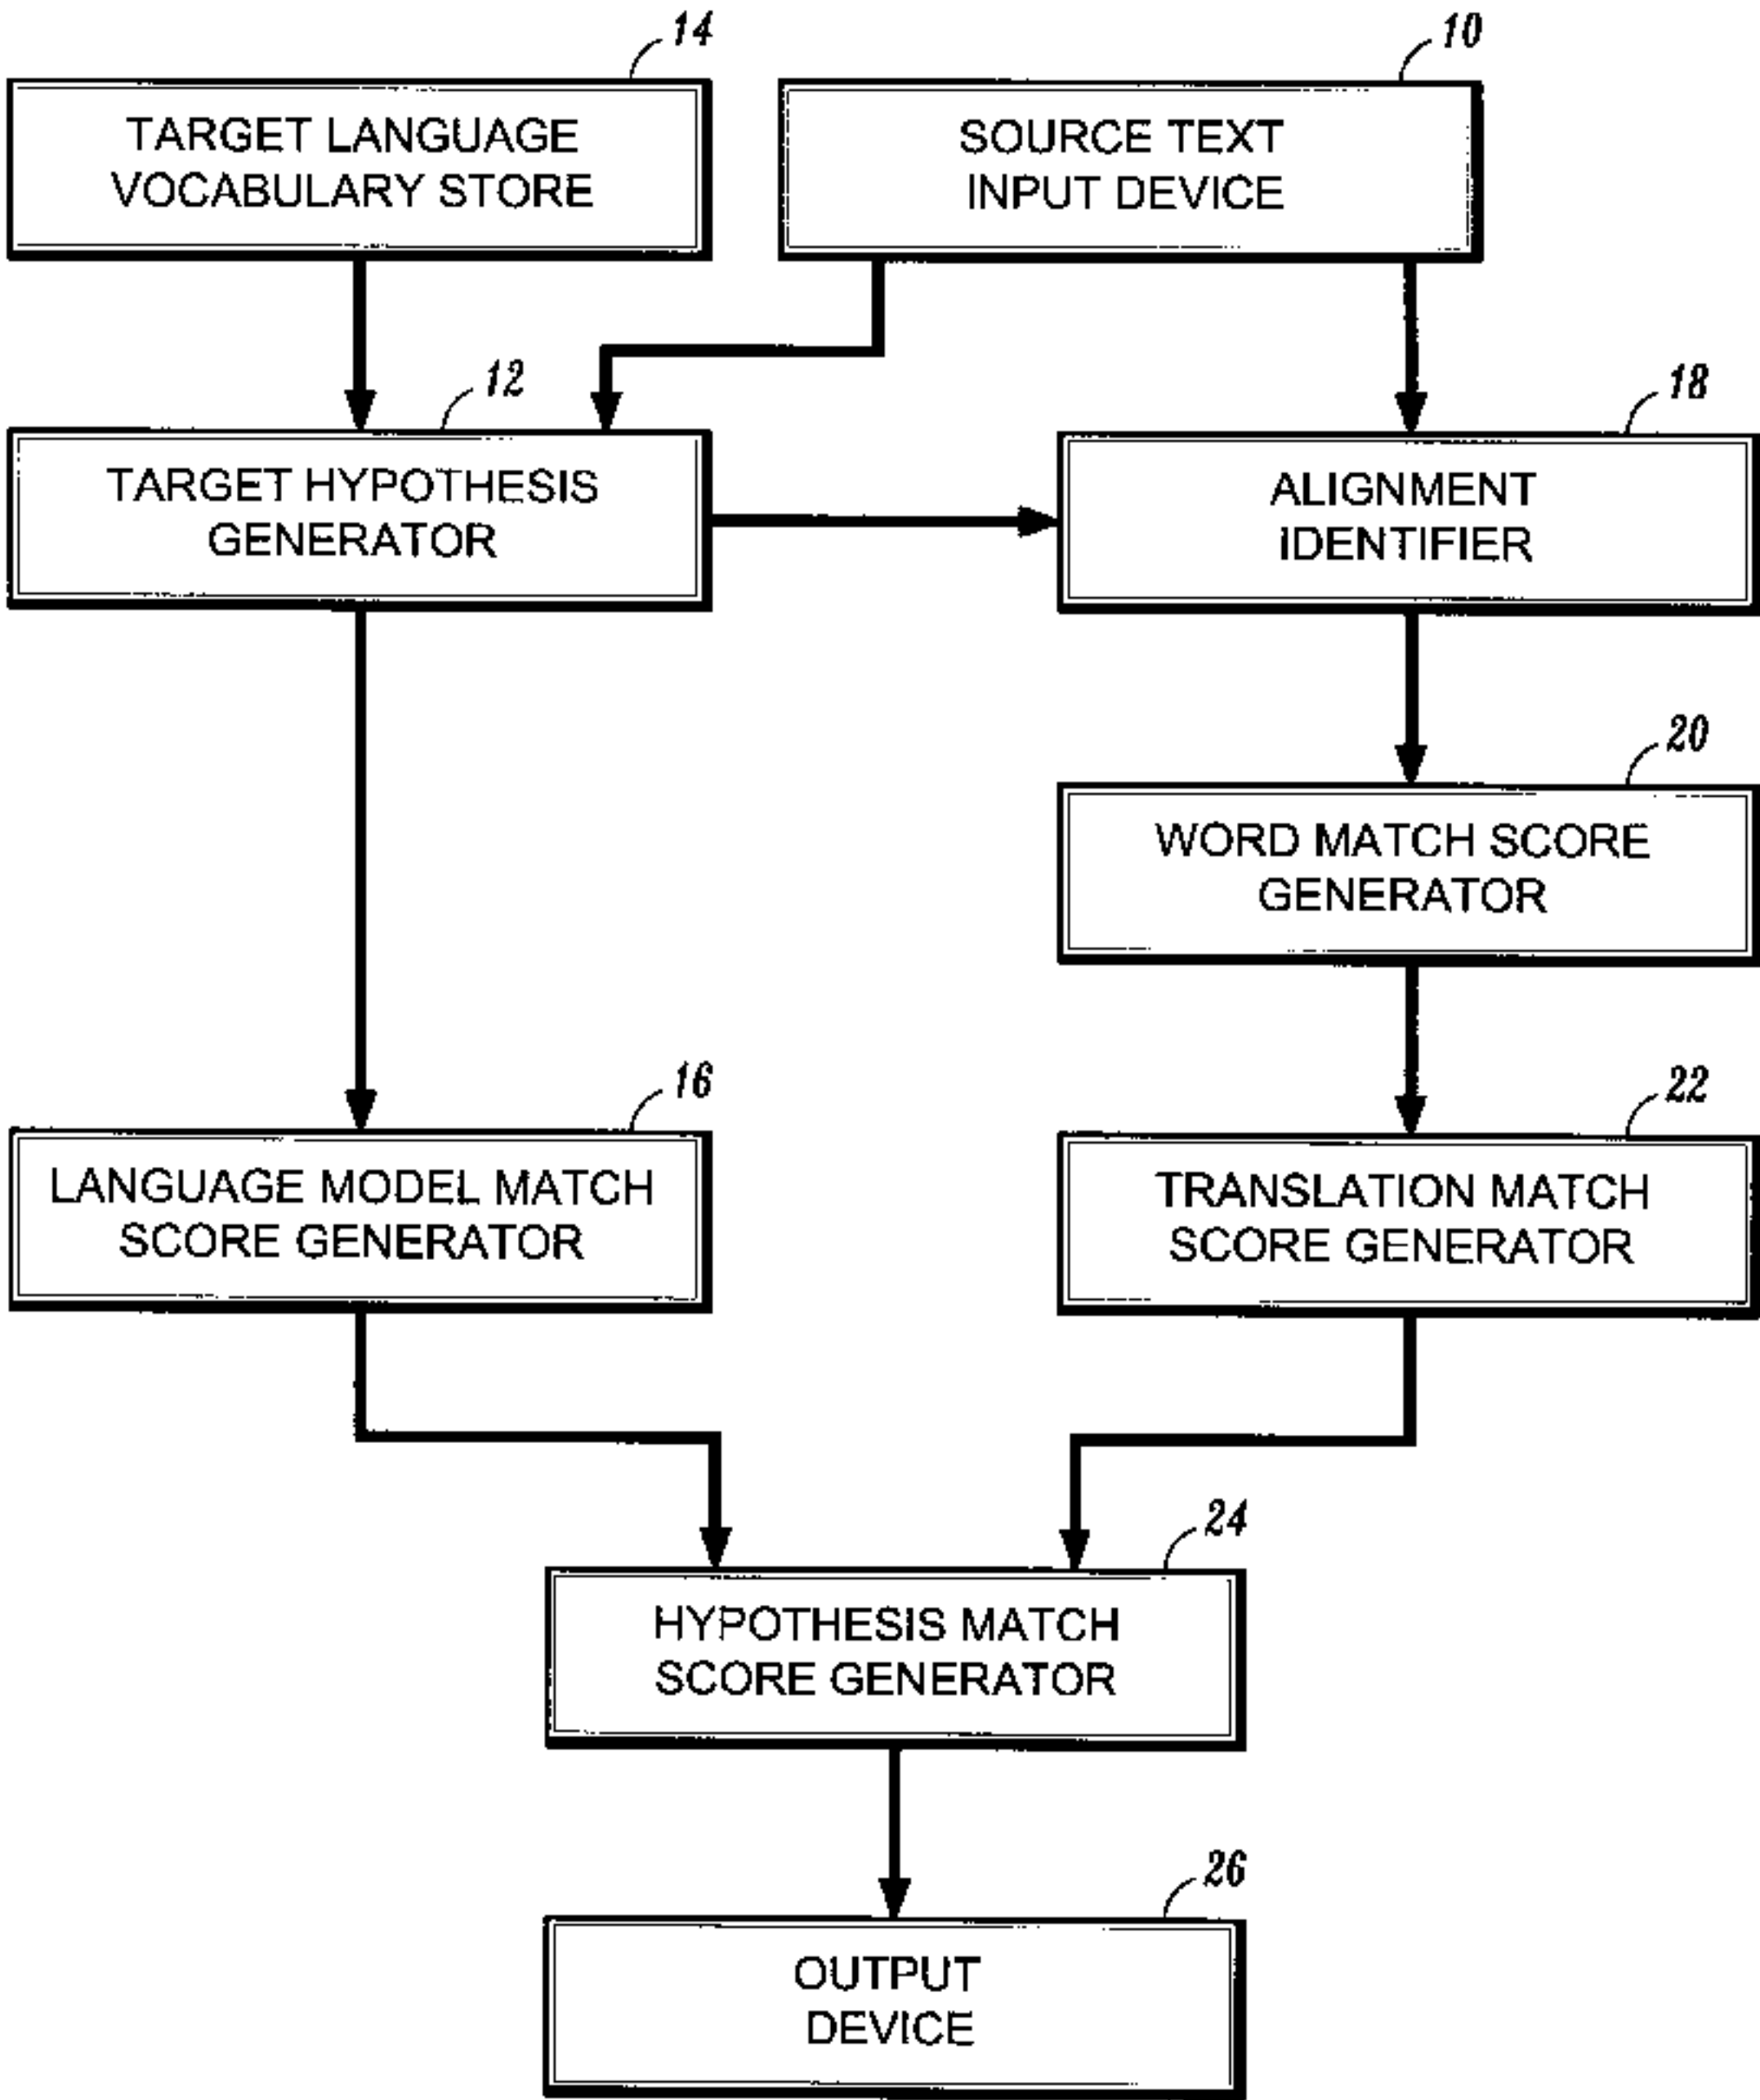 14
TARGET LANGUAGE
VOCABULARY STORE
10
SOURCE TEXT
INPUT DEVICE
12
TARGET HYPOTHESIS
GENERATOR
18
ALIGNMENT
IDENTIFIER
20
WORD MATCH SCORE
GENERATOR
16
LANGUAGE MODEL MATCH
SCORE GENERATOR
22
TRANSLATION MATCH
SCORE GENERATOR
24
HYPOTHESIS MATCH
SCORE GENERATOR
26
OUTPUT
DEVICE